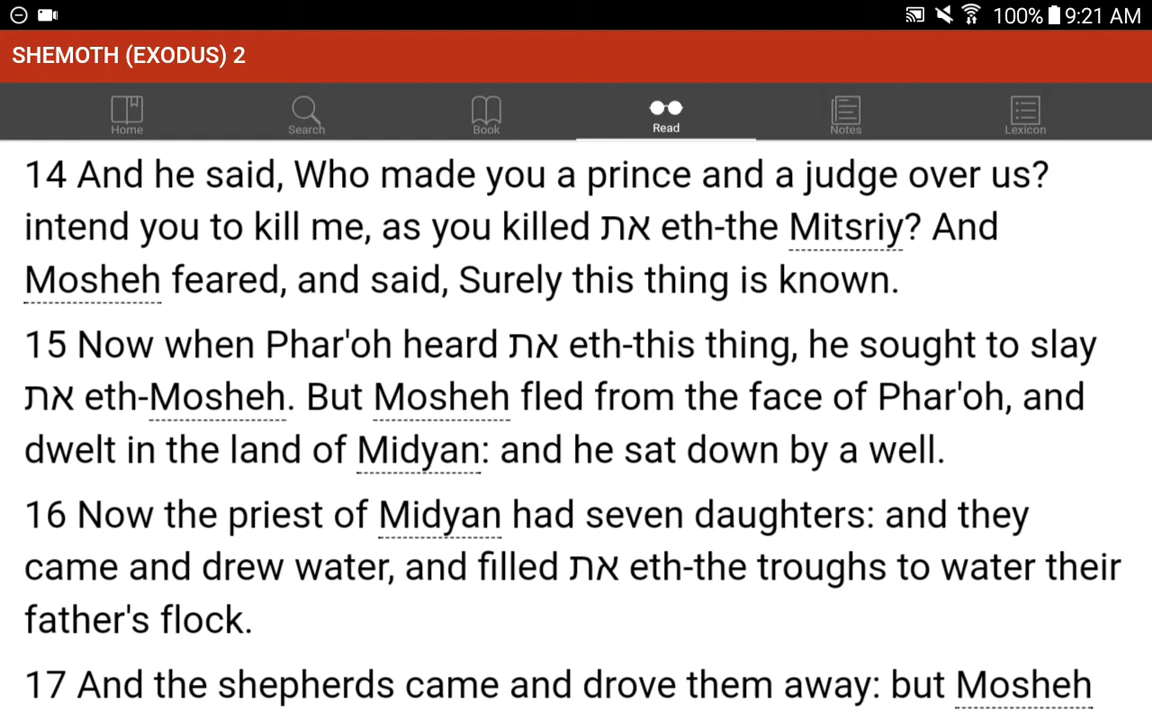 100% 9:21 AM
SHEMOTH (EXODUS) 2
Home Search Book Read Notes Lexicon
14 And he said, Who made you a prince and a judge over us?
intend you to kill me, as you killed את eth-the Mitsriy? And
Mosheh feared, and said, Surely this thing is known.
15 Now when Phar'oh heard את eth-this thing, he sought to slay
את eth-Mosheh. But Mosheh fled from the face of Phar'oh, and
dwelt in the land of Midyan: and he sat down by a well.
16 Now the priest of Midyan had seven daughters: and they
came and drew water, and filled את eth-the troughs to water their
father's flock.
17 And the shepherds came and drove them away: but Mosheh